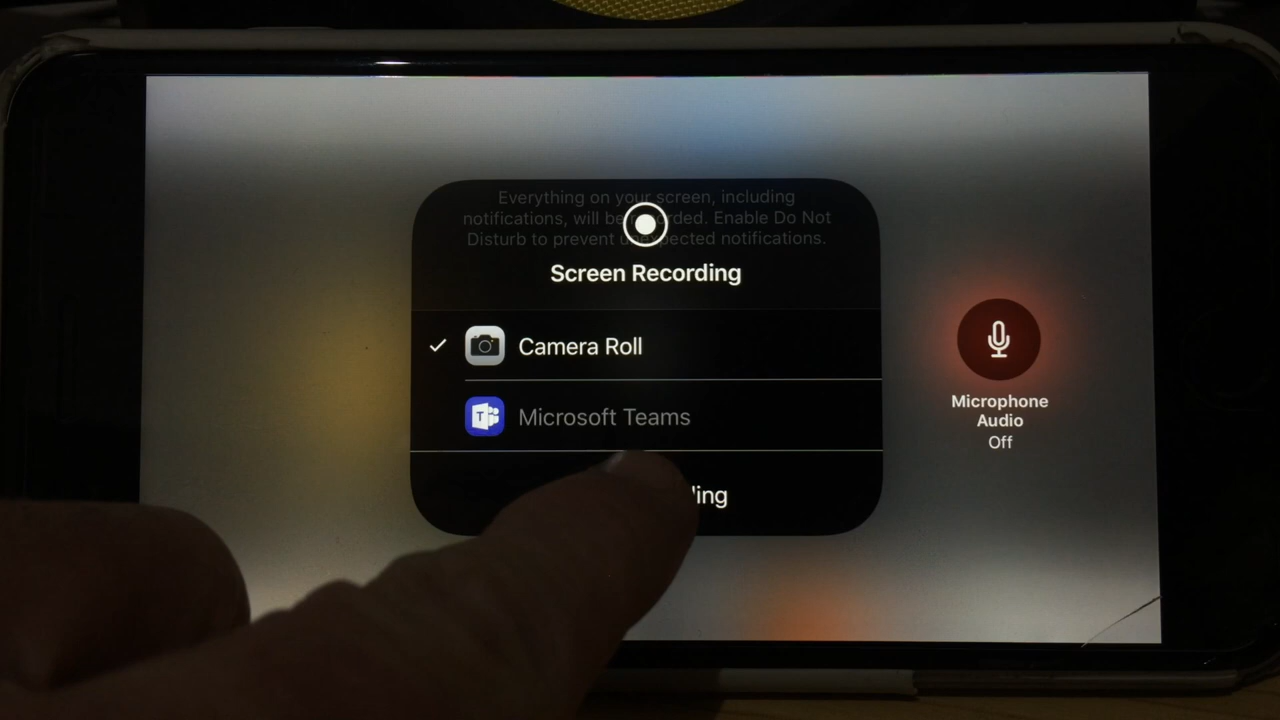 Everything on your screen, including
notifications, will be recorded. Enable Do Not
Disturb to prevent unexpected notifications.
Screen Recording
Camera Roll
T
Microsoft Teams
ding
Microphone
Audio
Off